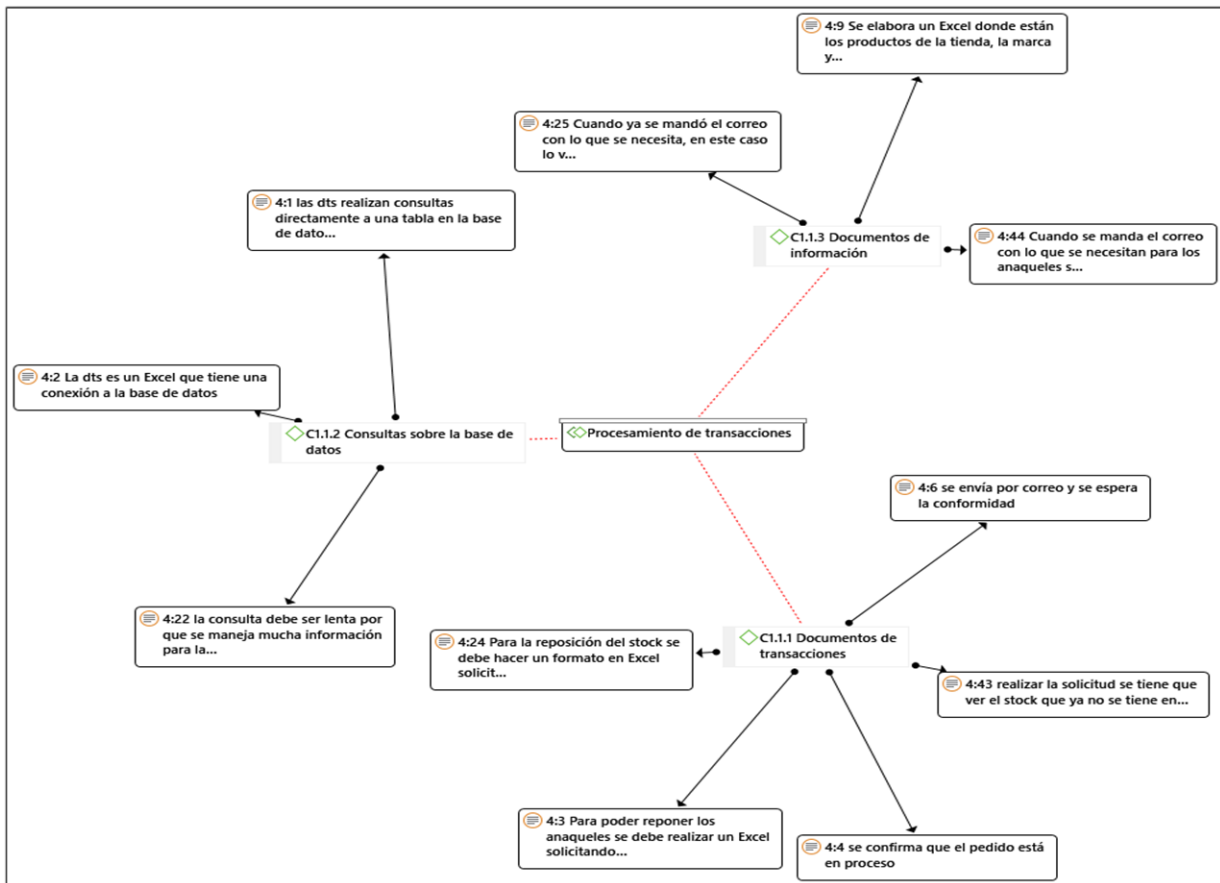 4:9 Se elabora un Excel donde están
los productos de la tienda, la marca
y...
4:25 Cuando ya se mandó el correo
con lo que se necesita, en este caso
lo v...
4:1 las dts realizan consultas
directamente a una tabla en la base
de dato...
C1.1.3 Documentos de
información
4:44 Cuando se manda el correo
con lo que se necesitan para los
anaqueles s...
4:2 La dts es un Excel que tiene una
conexión a la base de datos
C1.1.2 Consultas sobre la base de
datos
Procesamiento de transacciones
4:6 se envía por correo y se espera
la conformidad
4:22 la consulta debe ser lenta por
que se maneja mucha información
para la...
4:24 Para la reposición del stock se
debe hacer un formato en Excel
solicit...
C1.1.1 Documentos de
transacciones
4:43 realizar la solicitud se tiene que
ver el stock que ya no se tiene en...
4:3 Para poder reponer los
anaqueles se debe realizar un Excel
solicitando...
4:4 se confirma que el pedido está
en proceso